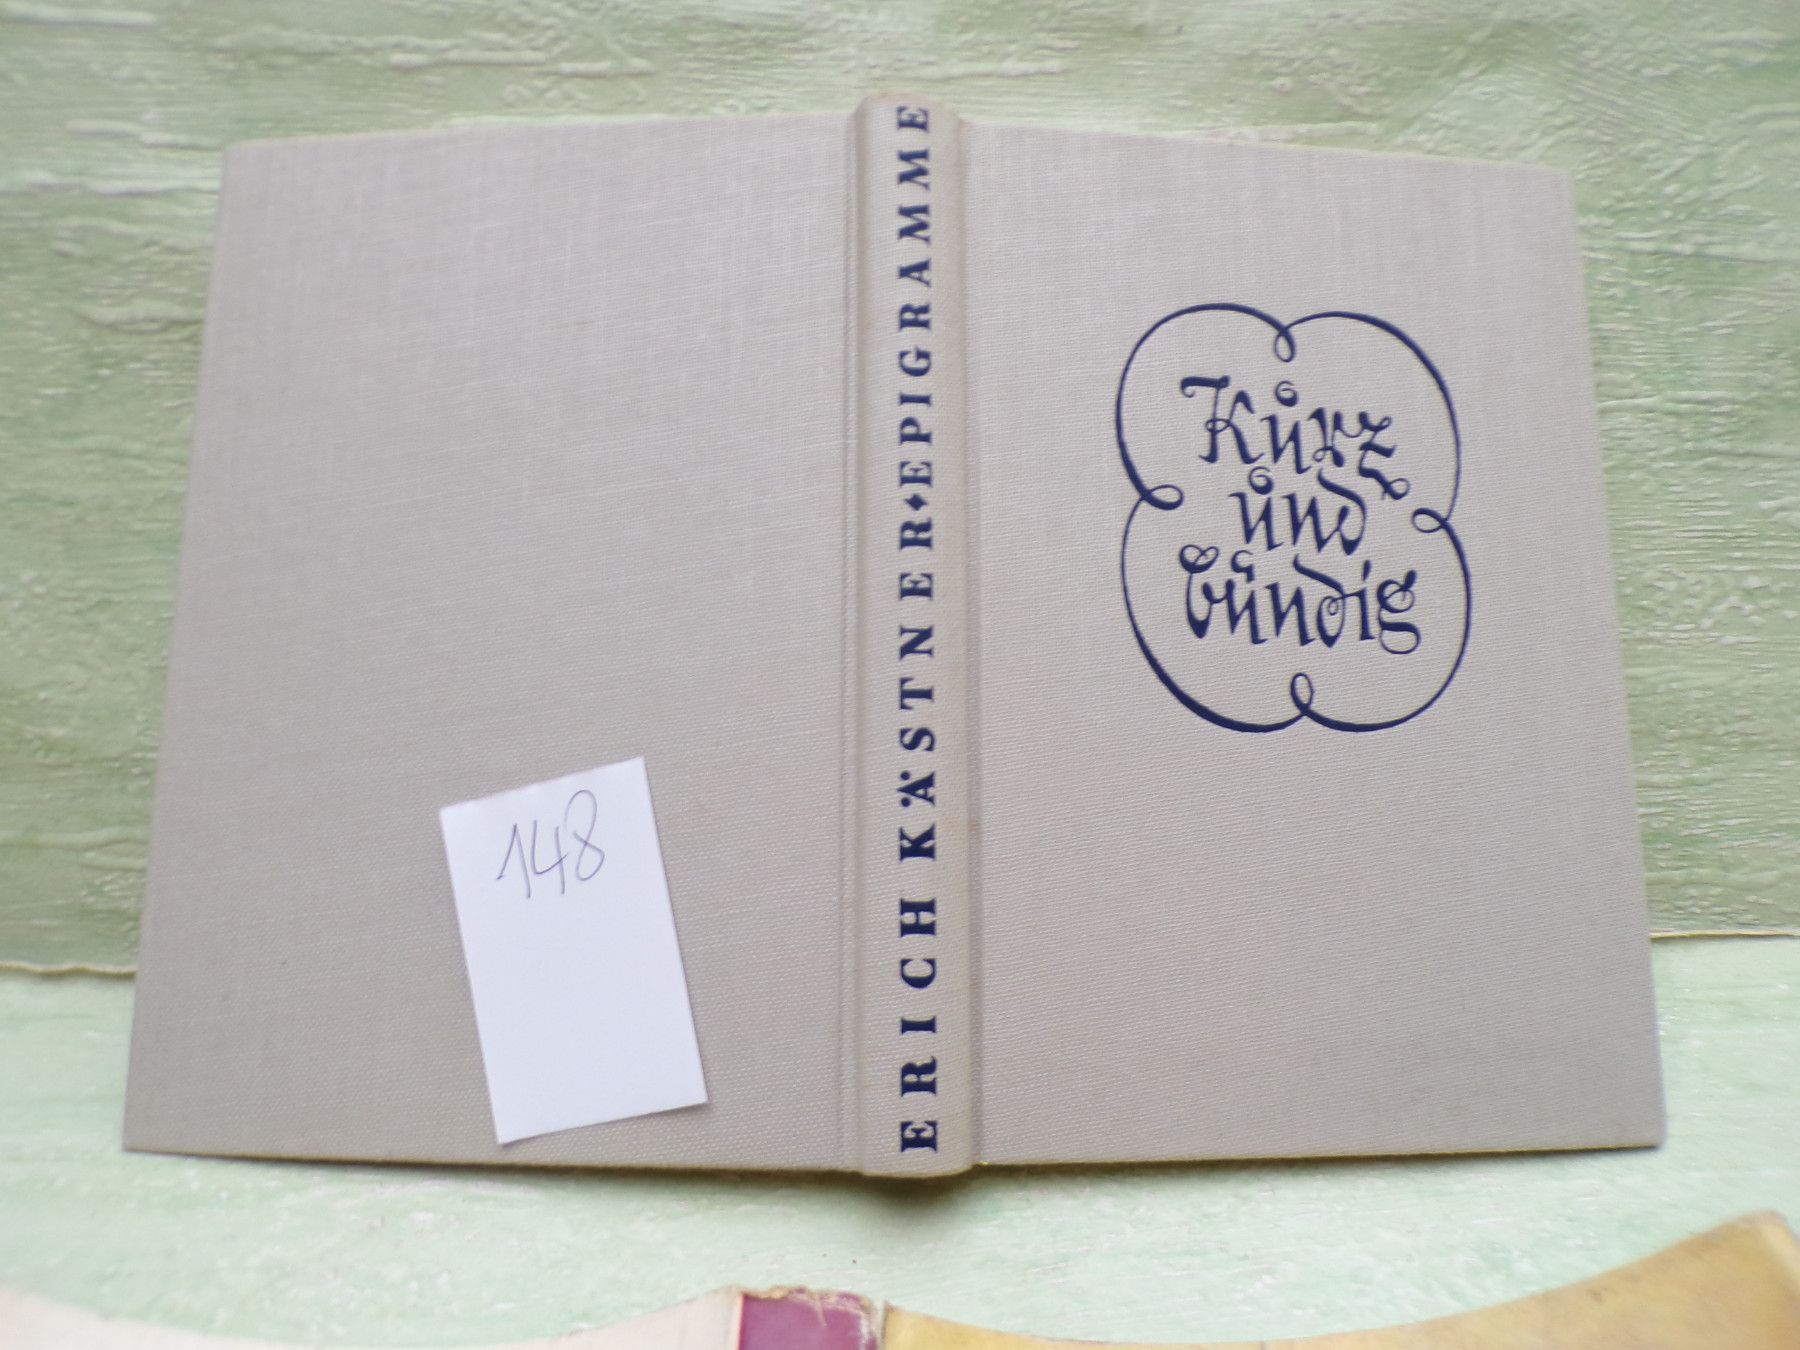 148
ERICH KÄSTNER✦EPIGRAMME
Kurz
und
bündig